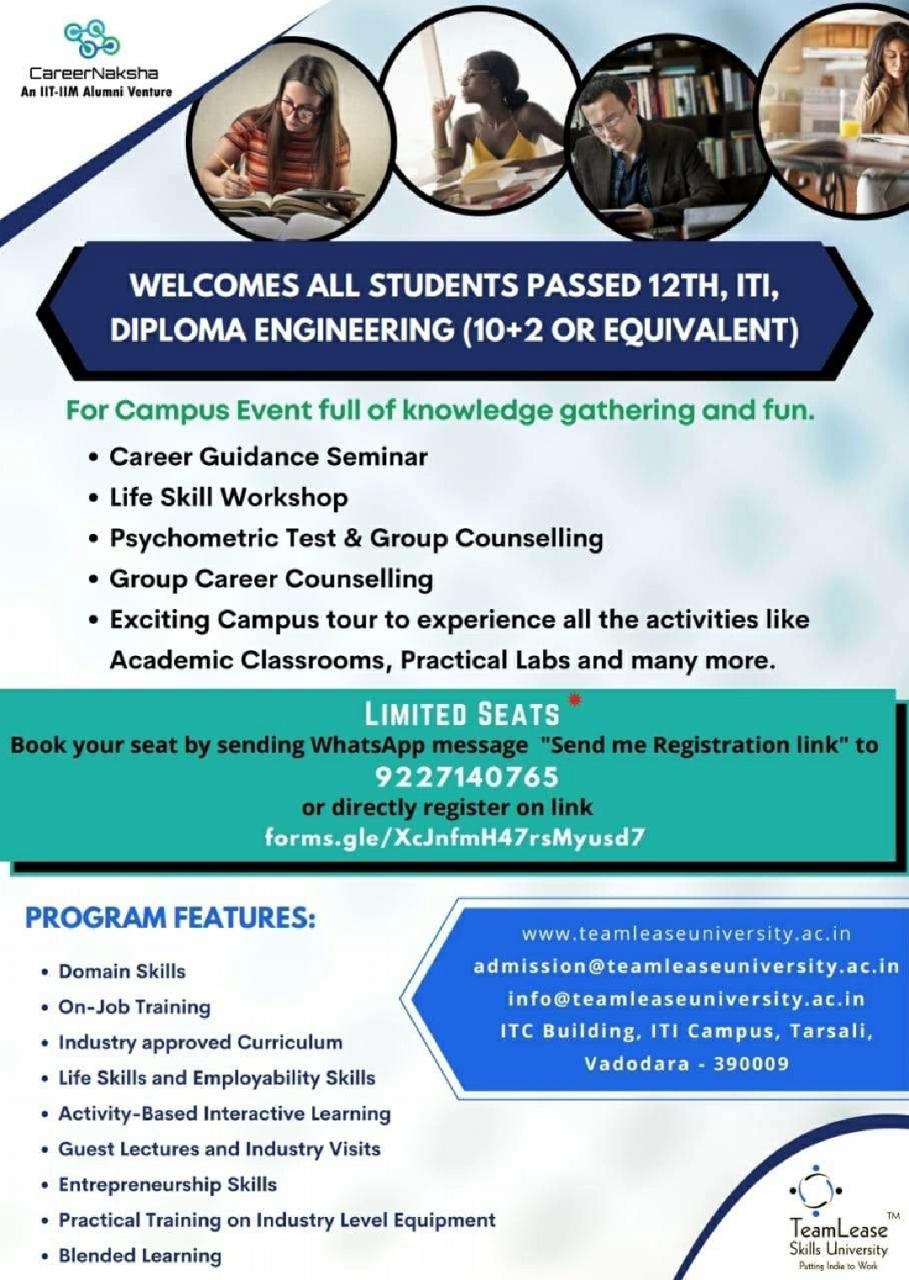 CareerNaksha
An IIT-IIM Alumni Venture
WELCOMES ALL STUDENTS PASSED 12TH, ITI,
DIPLOMA ENGINEERING (10+2 OR EQUIVALENT)
For Campus Event full of knowledge gathering and fun.
• Career Guidance Seminar
• Life Skill Workshop
• Psychometric Test & Group Counselling
• Group Career Counselling
• Exciting Campus tour to experience all the activities like
Academic Classrooms, Practical Labs and many more.
LIMITED SEATS *
Book your seat by sending WhatsApp message "Send me Registration link" to
9227140765
or directly register on link
forms.gle/XcJnfmH47rsMyusd7
PROGRAM FEATURES:
• Domain Skills
• On-Job Training
• Industry approved Curriculum
• Life Skills and Employability Skills
• Activity-Based Interactive Learning
• Guest Lectures and Industry Visits
• Entrepreneurship Skills
• Practical Training on Industry Level Equipment
• Blended Learning
www.teamleaseuniversity.ac.in
admission@teamleaseuniversity.ac.in
info@teamleaseuniversity.ac.in
ITC Building, ITI Campus, Tarsali,
Vadodara - 390009
TeamLease TM
Skills University
Putting India to Work